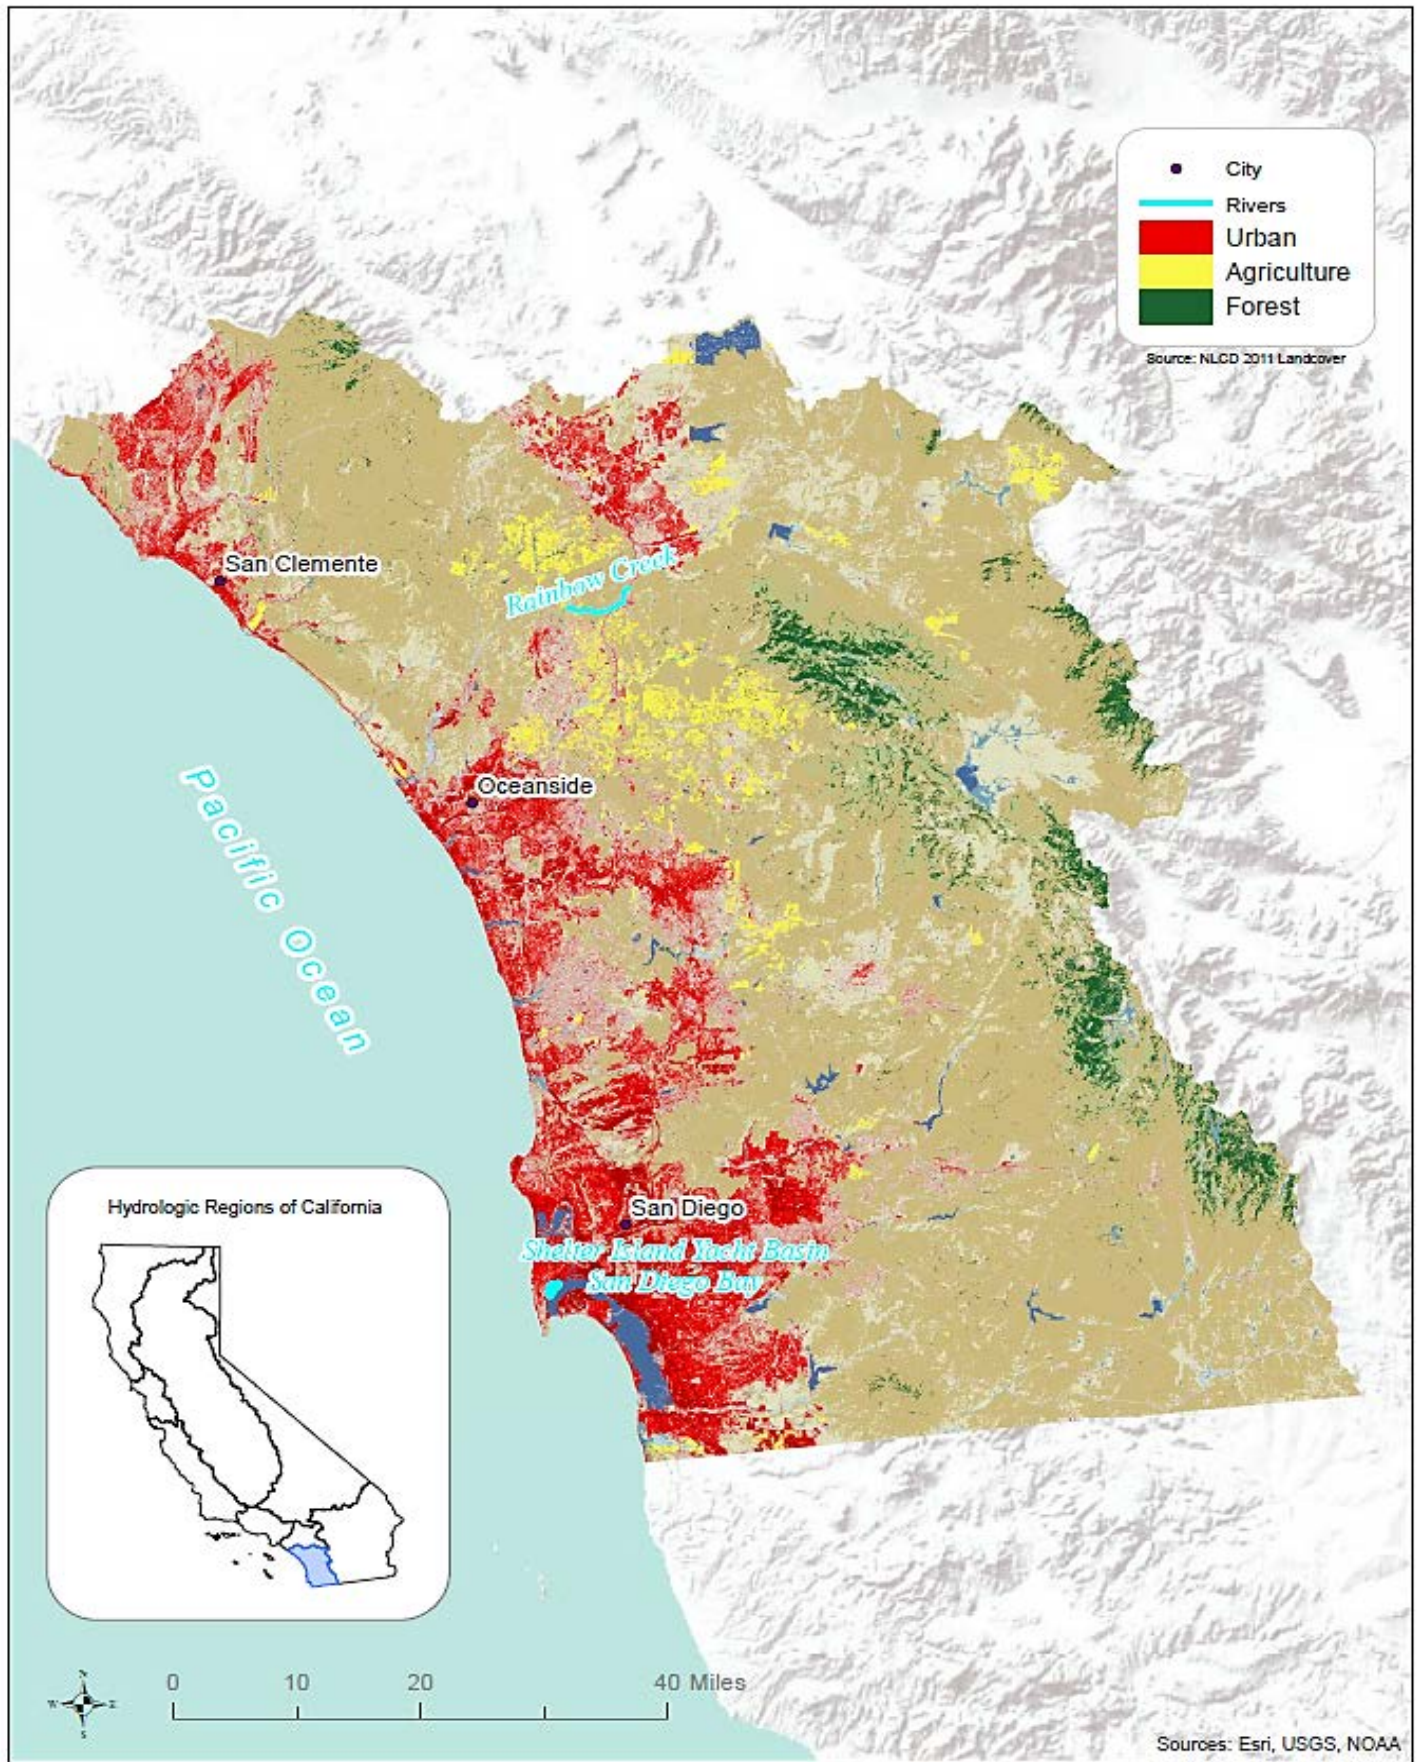 City
Rivers
Urban
Agriculture
Forest
Source: NLCD 2011 Landcover
San Clemente
Rainbow Creek
Oceanside
Pacific Ocean
San Diego
Shelter Island Yacht Basin
San Diego Bay
Hydrologic Regions of California
N
W E
S
0 10 20 40 Miles
Sources: Esri, USGS, NOAA